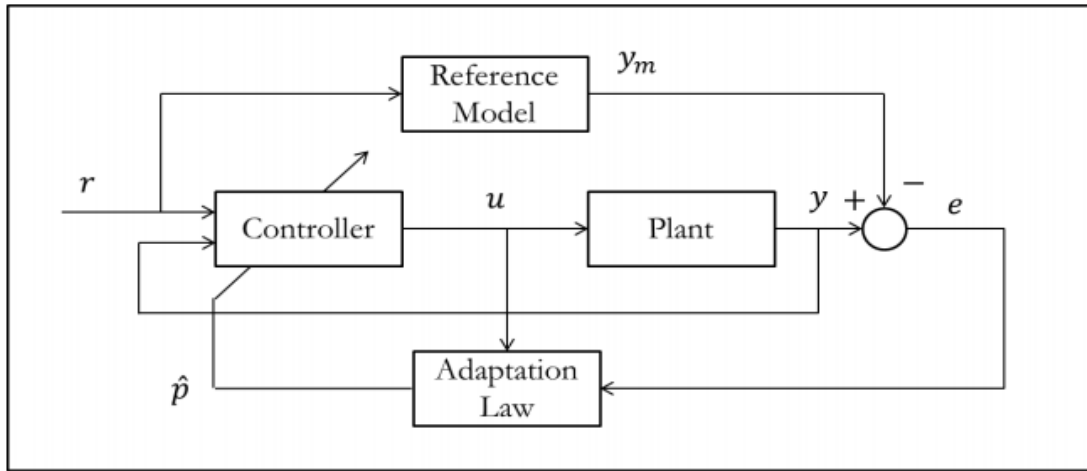 Reference
Model
y_m
r
Controller
u
Plant
y
+
−
e
p̂
Adaptation
Law